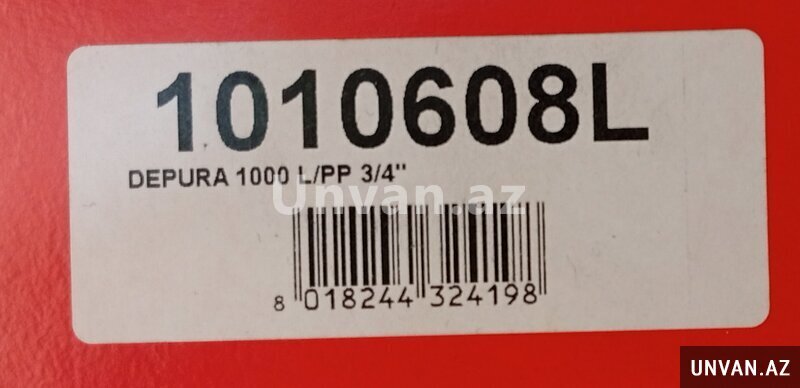 1010608L
DEPURA 1000 L/PP 3/4"
Unvan.az
8 018244 324198
UNVAN.AZ